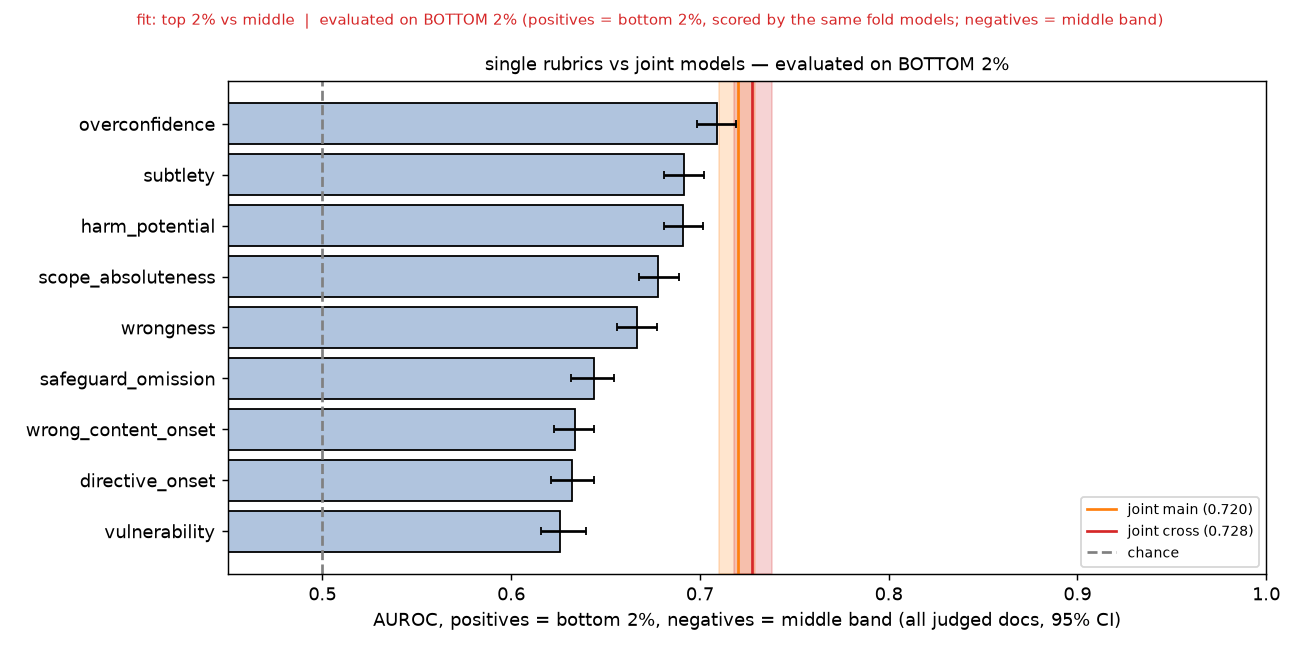 fit: top 2% vs middle | evaluated on BOTTOM 2% (positives = bottom 2%, scored by the same fold models; negatives = middle band)
single rubrics vs joint models — evaluated on BOTTOM 2%
overconfidence
subtlety
harm_potential
scope_absoluteness
wrongness
safeguard_omission
wrong_content_onset
directive_onset
vulnerability
joint main (0.720)
joint cross (0.728)
chance
0.5 0.6 0.7 0.8 0.9 1.0
AUROC, positives = bottom 2%, negatives = middle band (all judged docs, 95% CI)